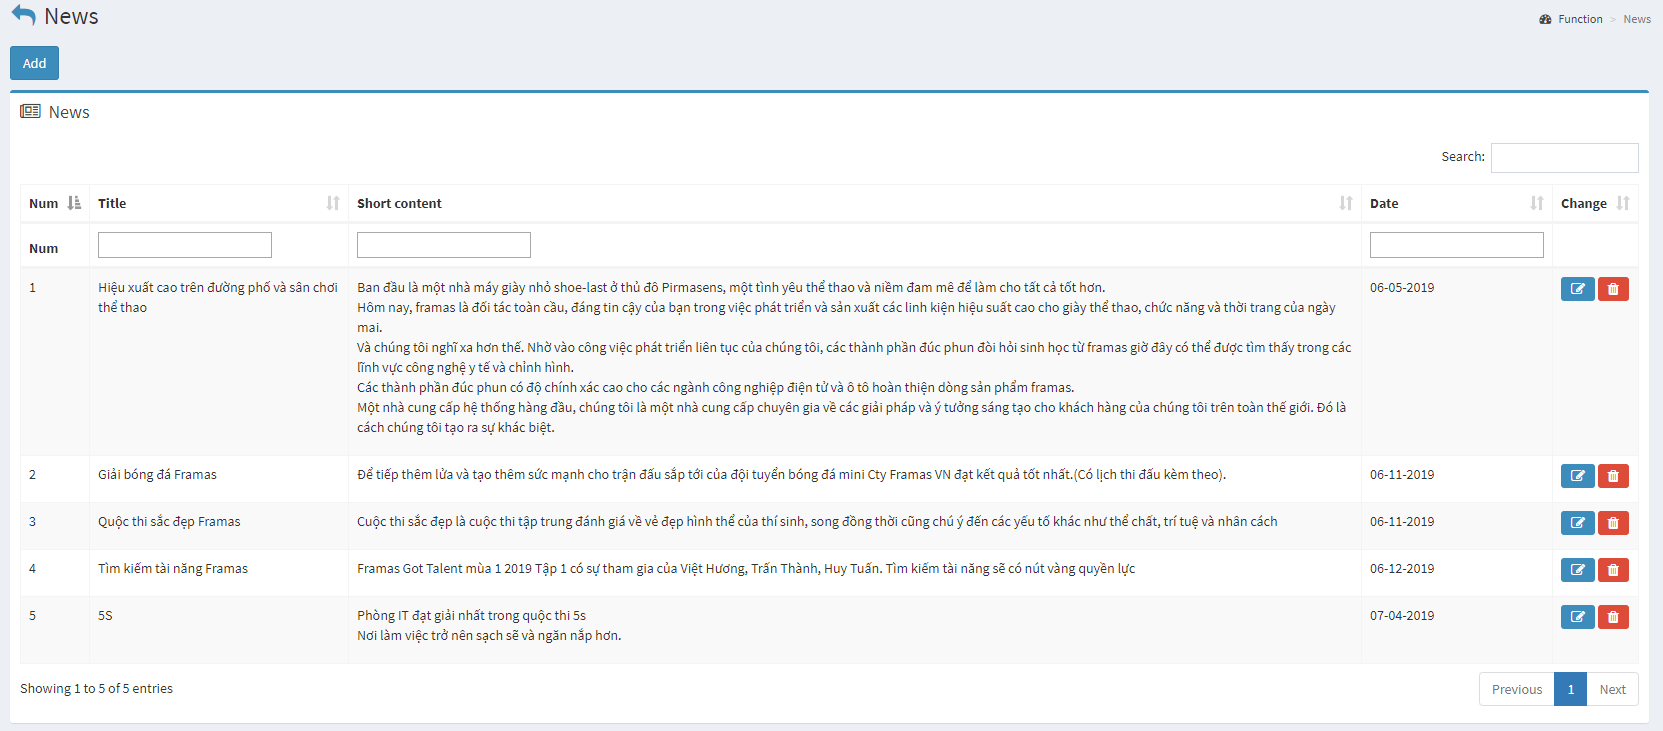 News
Function > News
Add
News
Search:
Num Title Short content Date Change
Num
1 Hiệu xuất cao trên đường phố và sân chơi thể thao
Ban đầu là một nhà máy giày nhỏ shoe-last ở thủ đô Pirmasens, một tình yêu thể thao và niềm đam mê để làm cho tất cả tốt hơn.
Hôm nay, framas là đối tác toàn cầu, đáng tin cậy của bạn trong việc phát triển và sản xuất các linh kiện hiệu suất cao cho giày thể thao, chức năng và thời trang của ngày
mai.
Và chúng tôi nghĩ xa hơn thế. Nhờ vào công việc phát triển liên tục của chúng tôi, các thành phần đúc phun đòi hỏi sinh học từ framas giờ đây có thể được tìm thấy trong các
lĩnh vực công nghệ y tế và chỉnh hình.
Các thành phần đúc phun có độ chính xác cao cho các ngành công nghiệp điện tử và ô tô hoàn thiện dòng sản phẩm framas.
Một nhà cung cấp hệ thống hàng đầu, chúng tôi là một nhà cung cấp chuyên gia về các giải pháp và ý tưởng sáng tạo cho khách hàng của chúng tôi trên toàn thế giới. Đó là
cách chúng tôi tạo ra sự khác biệt.
06-05-2019
2 Giải bóng đá Framas Để tiếp thêm lửa và tạo thêm sức mạnh cho trận đấu sắp tới của đội tuyển bóng đá mini Cty Framas VN đạt kết quả tốt nhất.(Có lịch thi đấu kèm theo). 06-11-2019
3 Quộc thi sắc đẹp Framas Cuộc thi sắc đẹp là cuộc thi tập trung đánh giá về vẻ đẹp hình thể của thí sinh, song đồng thời cũng chú ý đến các yếu tố khác như thể chất, trí tuệ và nhân cách 06-11-2019
4 Tìm kiếm tài năng Framas Framas Got Talent mùa 1 2019 Tập 1 có sự tham gia của Việt Hương, Trấn Thành, Huy Tuấn. Tìm kiếm tài năng sẽ có nút vàng quyền lực 06-12-2019
5 5S Phòng IT đạt giải nhất trong quộc thi 5s 07-04-2019
Nơi làm việc trở nên sạch sẽ và ngăn nắp hơn.
Showing 1 to 5 of 5 entries
Previous 1 Next